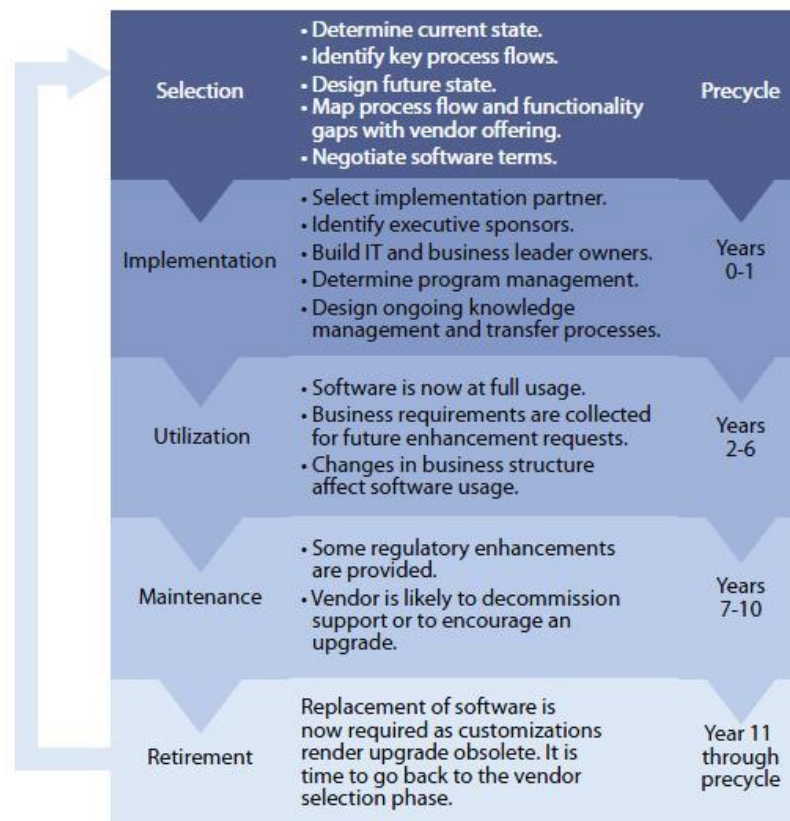 Selection
• Determine current state.
• Identify key process flows.
• Design future state.
• Map process flow and functionality
gaps with vendor offering.
• Negotiate software terms.
Precycle
Implementation
• Select implementation partner.
• Identify executive sponsors.
• Build IT and business leader owners.
• Determine program management.
• Design ongoing knowledge
management and transfer processes.
Years
0-1
Utilization
• Software is now at full usage.
• Business requirements are collected
for future enhancement requests.
• Changes in business structure
affect software usage.
Years
2-6
Maintenance
• Some regulatory enhancements
are provided.
• Vendor is likely to decommission
support or to encourage an
upgrade.
Years
7-10
Retirement
Replacement of software is
now required as customizations
render upgrade obsolete. It is
time to go back to the vendor
selection phase.
Year 11
through
precycle